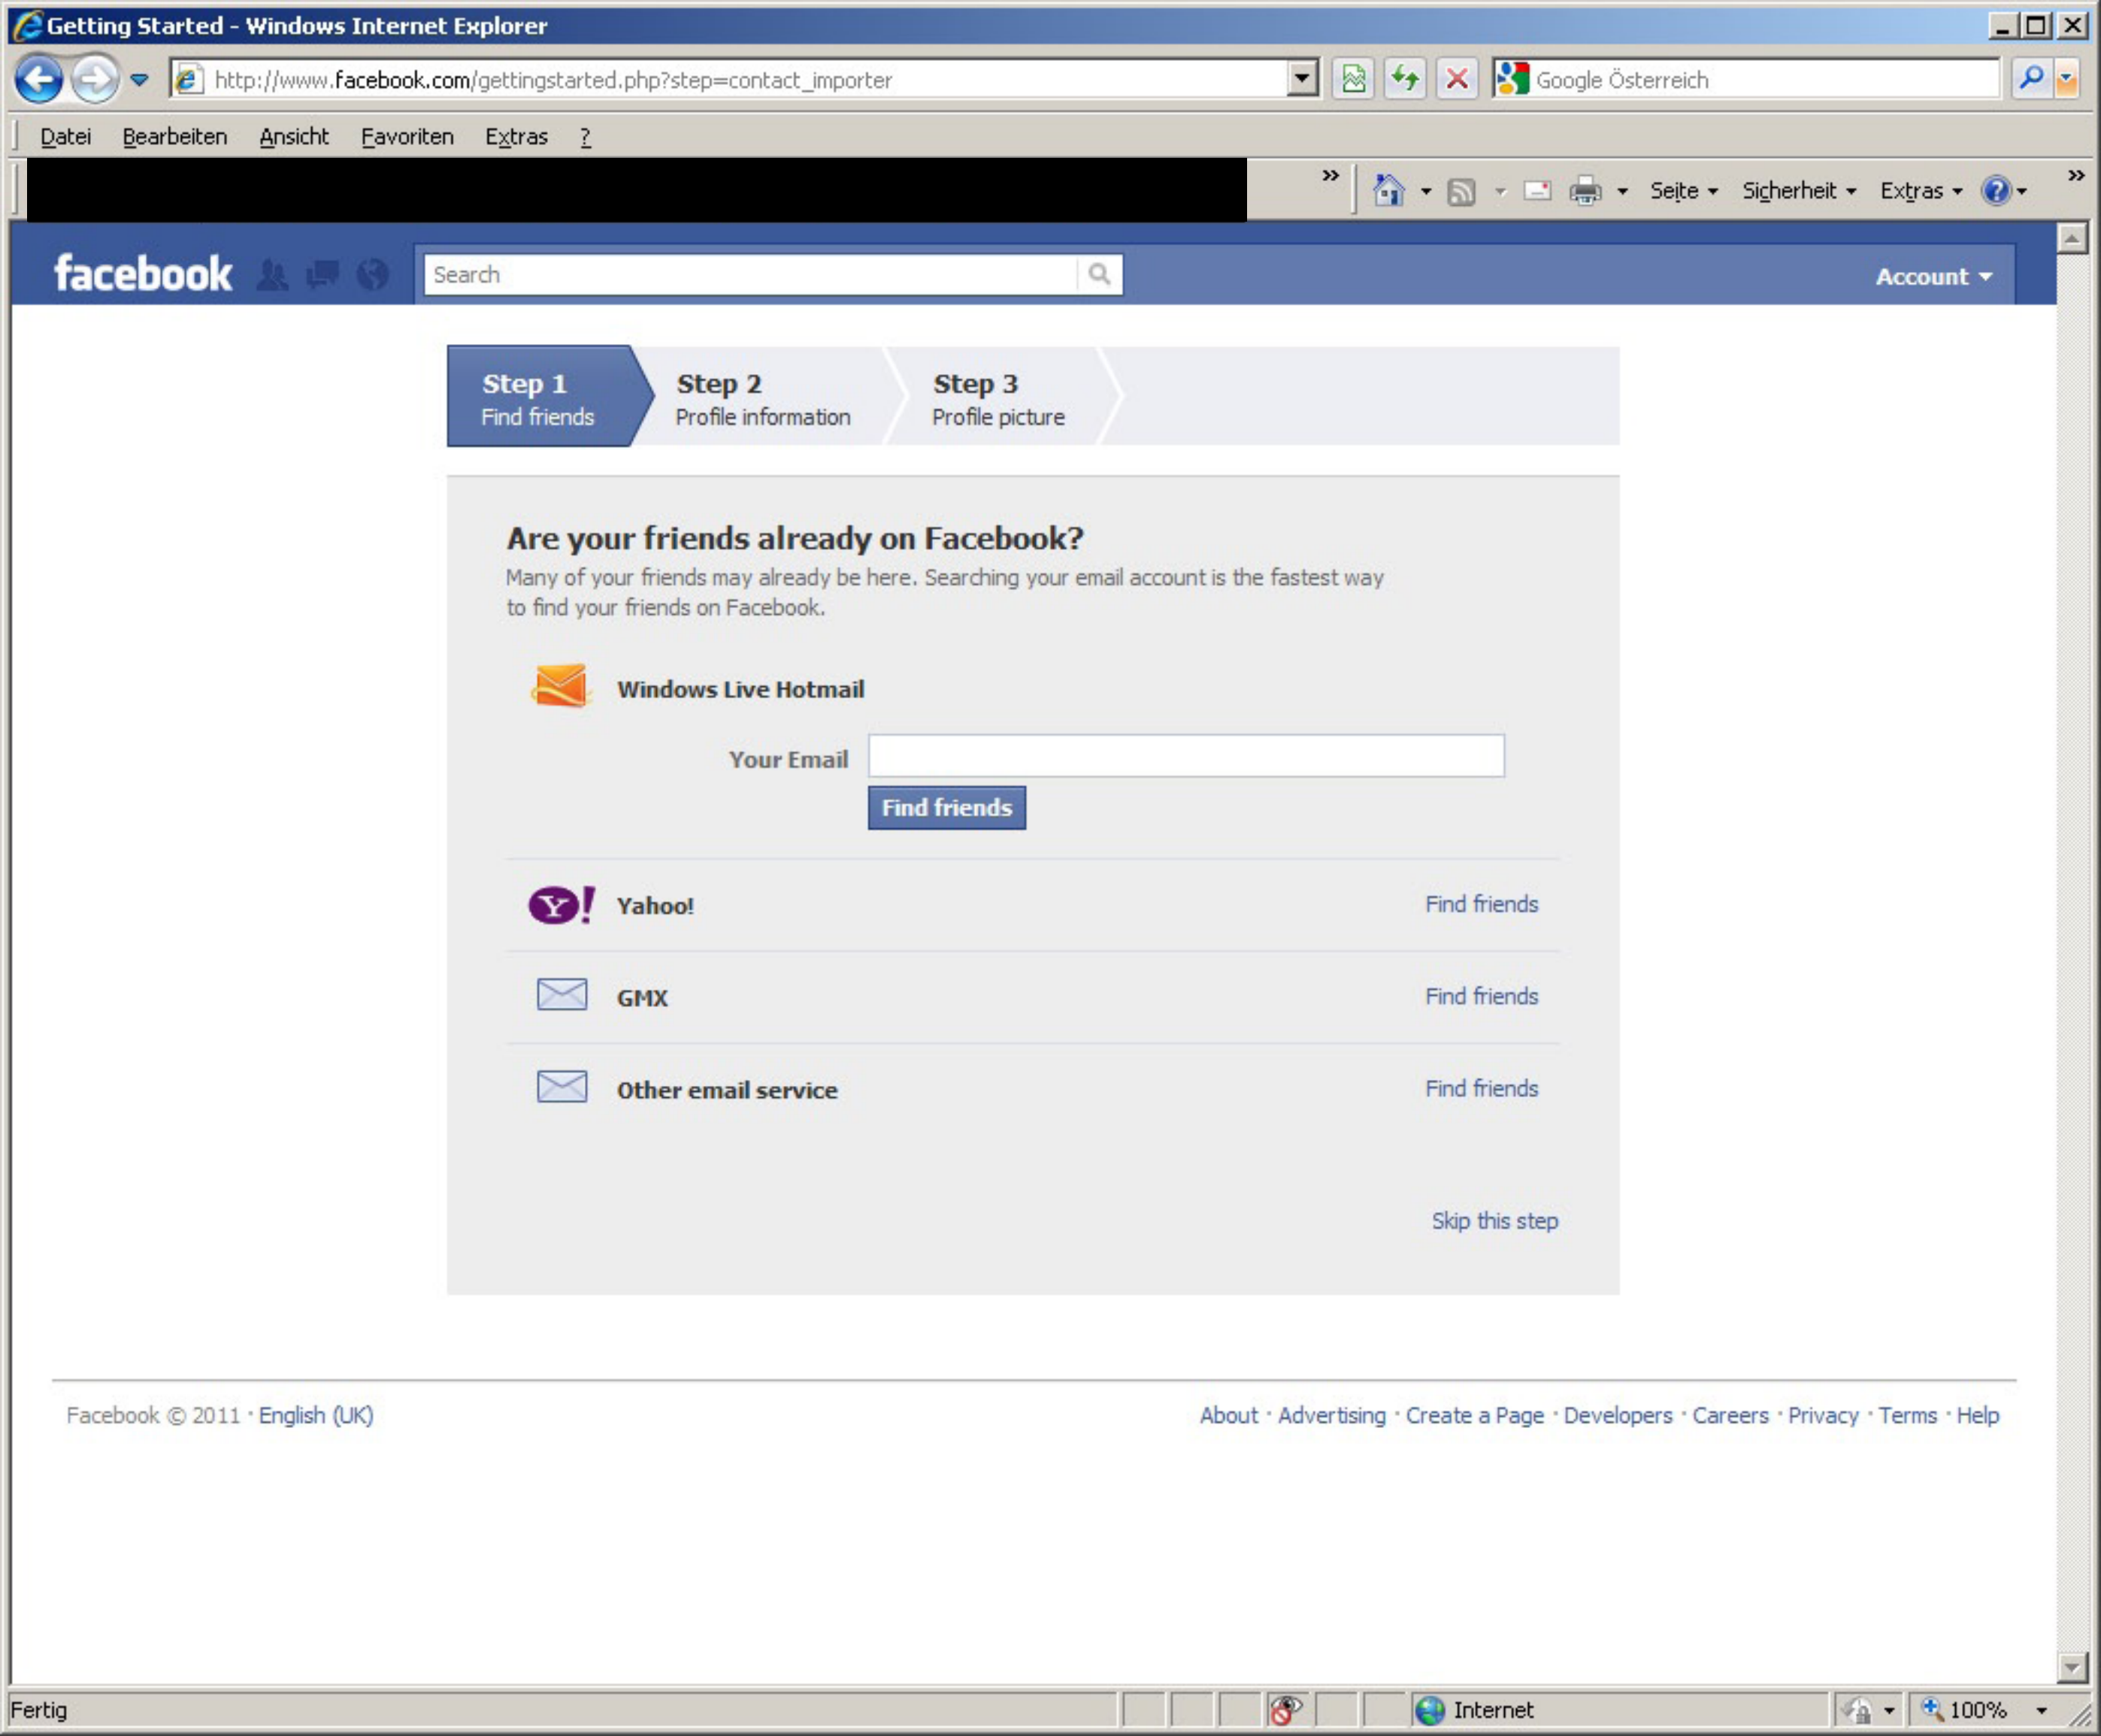 Getting Started - Windows Internet Explorer
http://www.facebook.com/gettingstarted.php?step=contact_importer
Google Österreich
Datei Bearbeiten Ansicht Favoriten Extras ?
» Seite Sicherheit Extras »
facebook Search Account
Step 1 Step 2 Step 3
Find friends Profile information Profile picture
Are your friends already on Facebook?
Many of your friends may already be here. Searching your email account is the fastest way
to find your friends on Facebook.
Windows Live Hotmail
Your Email
Find friends
Y! Yahoo! Find friends
GMX Find friends
Other email service Find friends
Skip this step
Facebook © 2011 · English (UK)
About · Advertising · Create a Page · Developers · Careers · Privacy · Terms · Help
Fertig Internet 100%